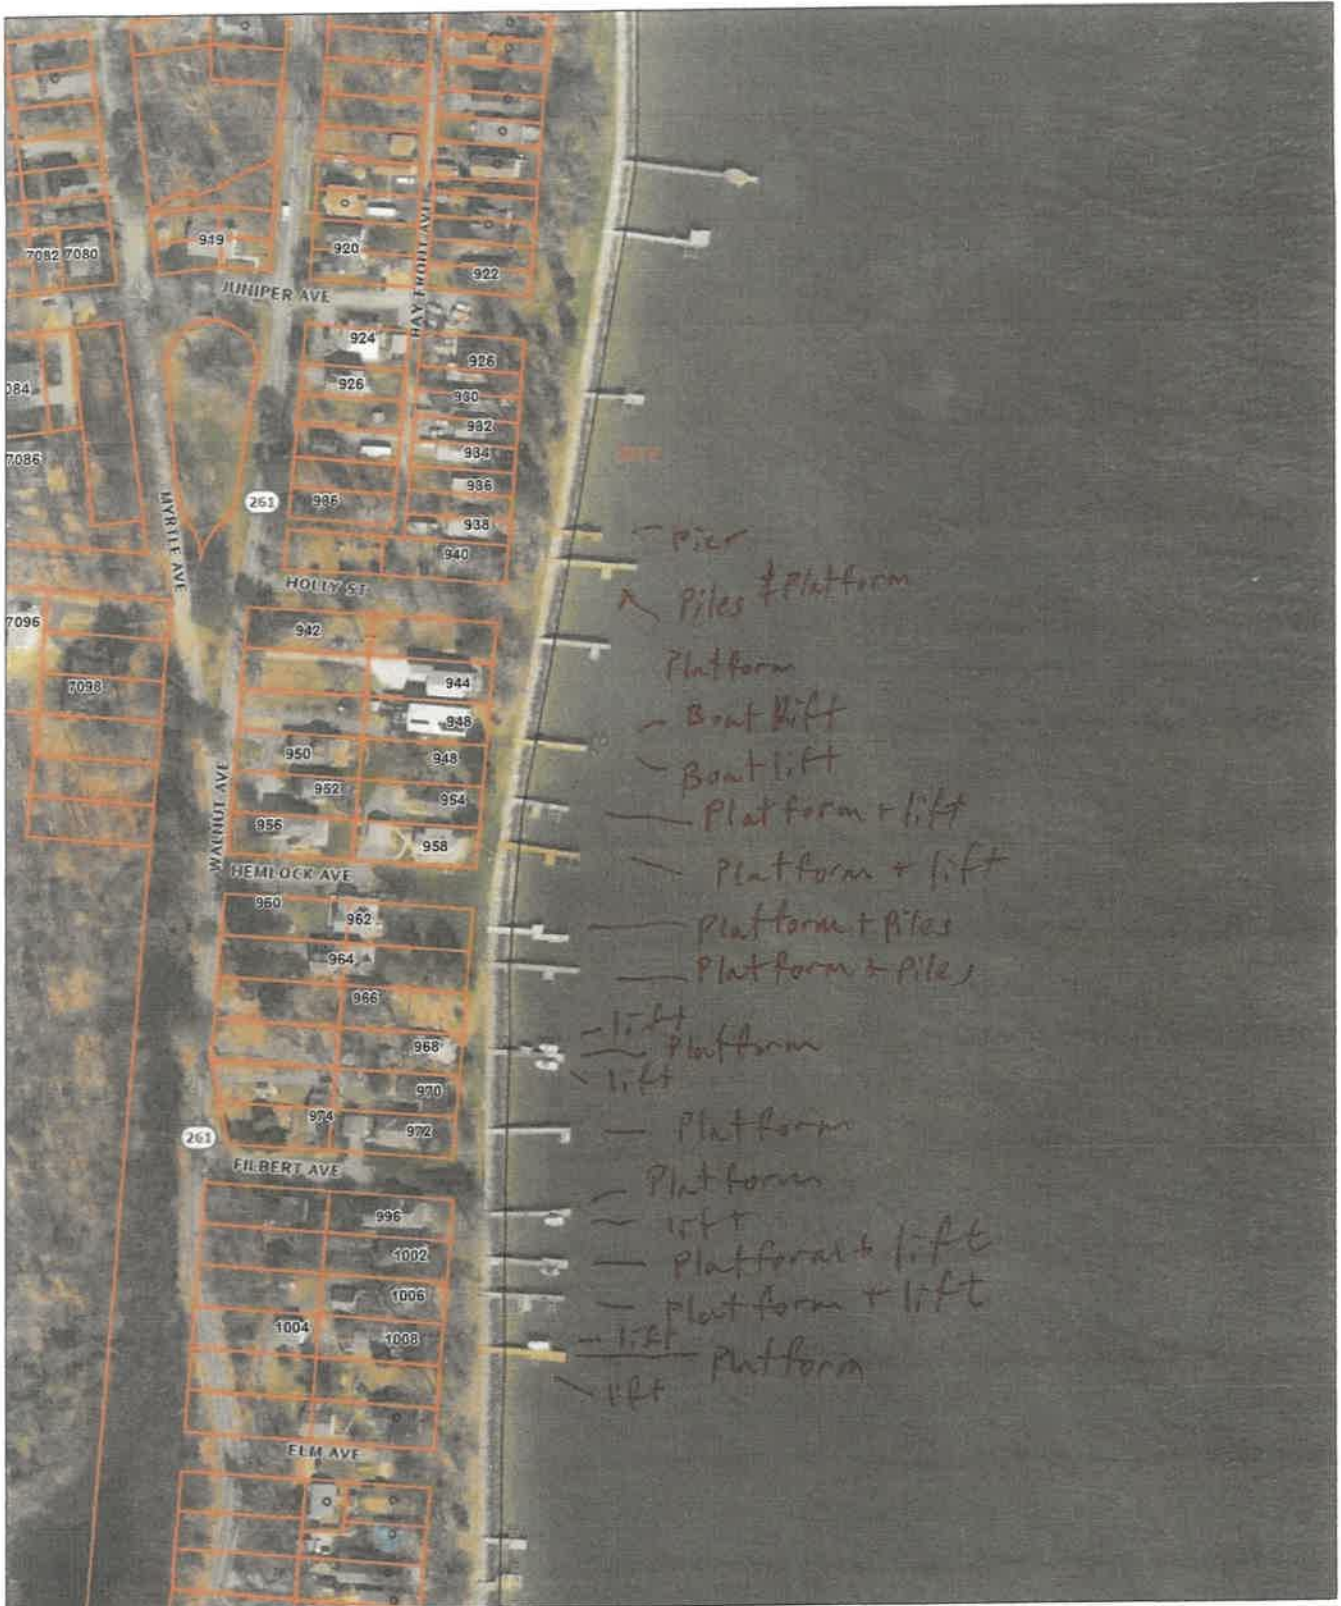 919
920
7082 7080
922
JUNIPER AVE
924
926
926
084
930
932
934
7086
936
936
261
938
MYRTLE AVE
940
Pier
HOLLY ST
Piles & Platform
7096
942
Platform
7098
944
948
Boat lift
950
948
Boat lift
WALNUT AVE
952
954
Platform + lift
956
958
Platform + lift
HEMLOCK AVE
960
962
Platform + Piles
964
Platform + Piles
966
lift
968
Platform
lift
970
974
972
Platform
261
FILBERT AVE
Platform
996
lift
1002
Platform + lift
1006
Platform + lift
1004
1008
lift
Platform
lift
ELM AVE